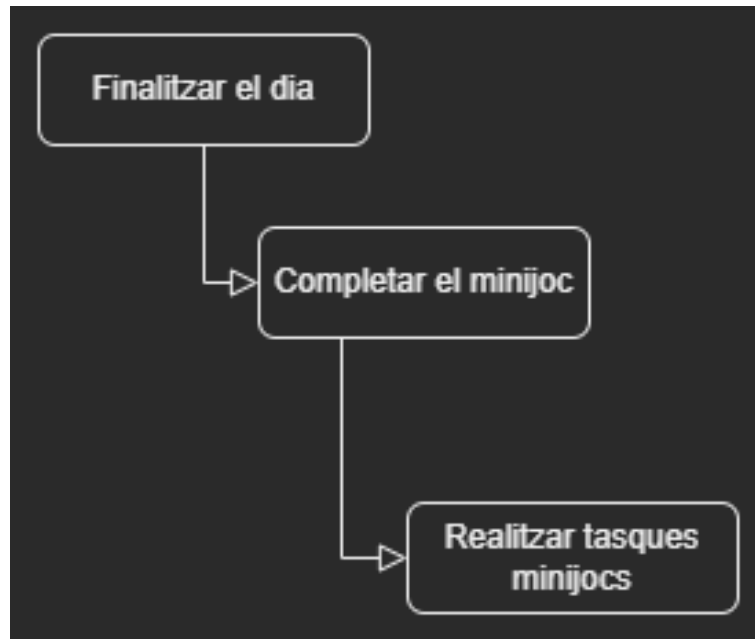 Finalitzar el dia
Completar el minijoc
Realitzar tasques
minijocs